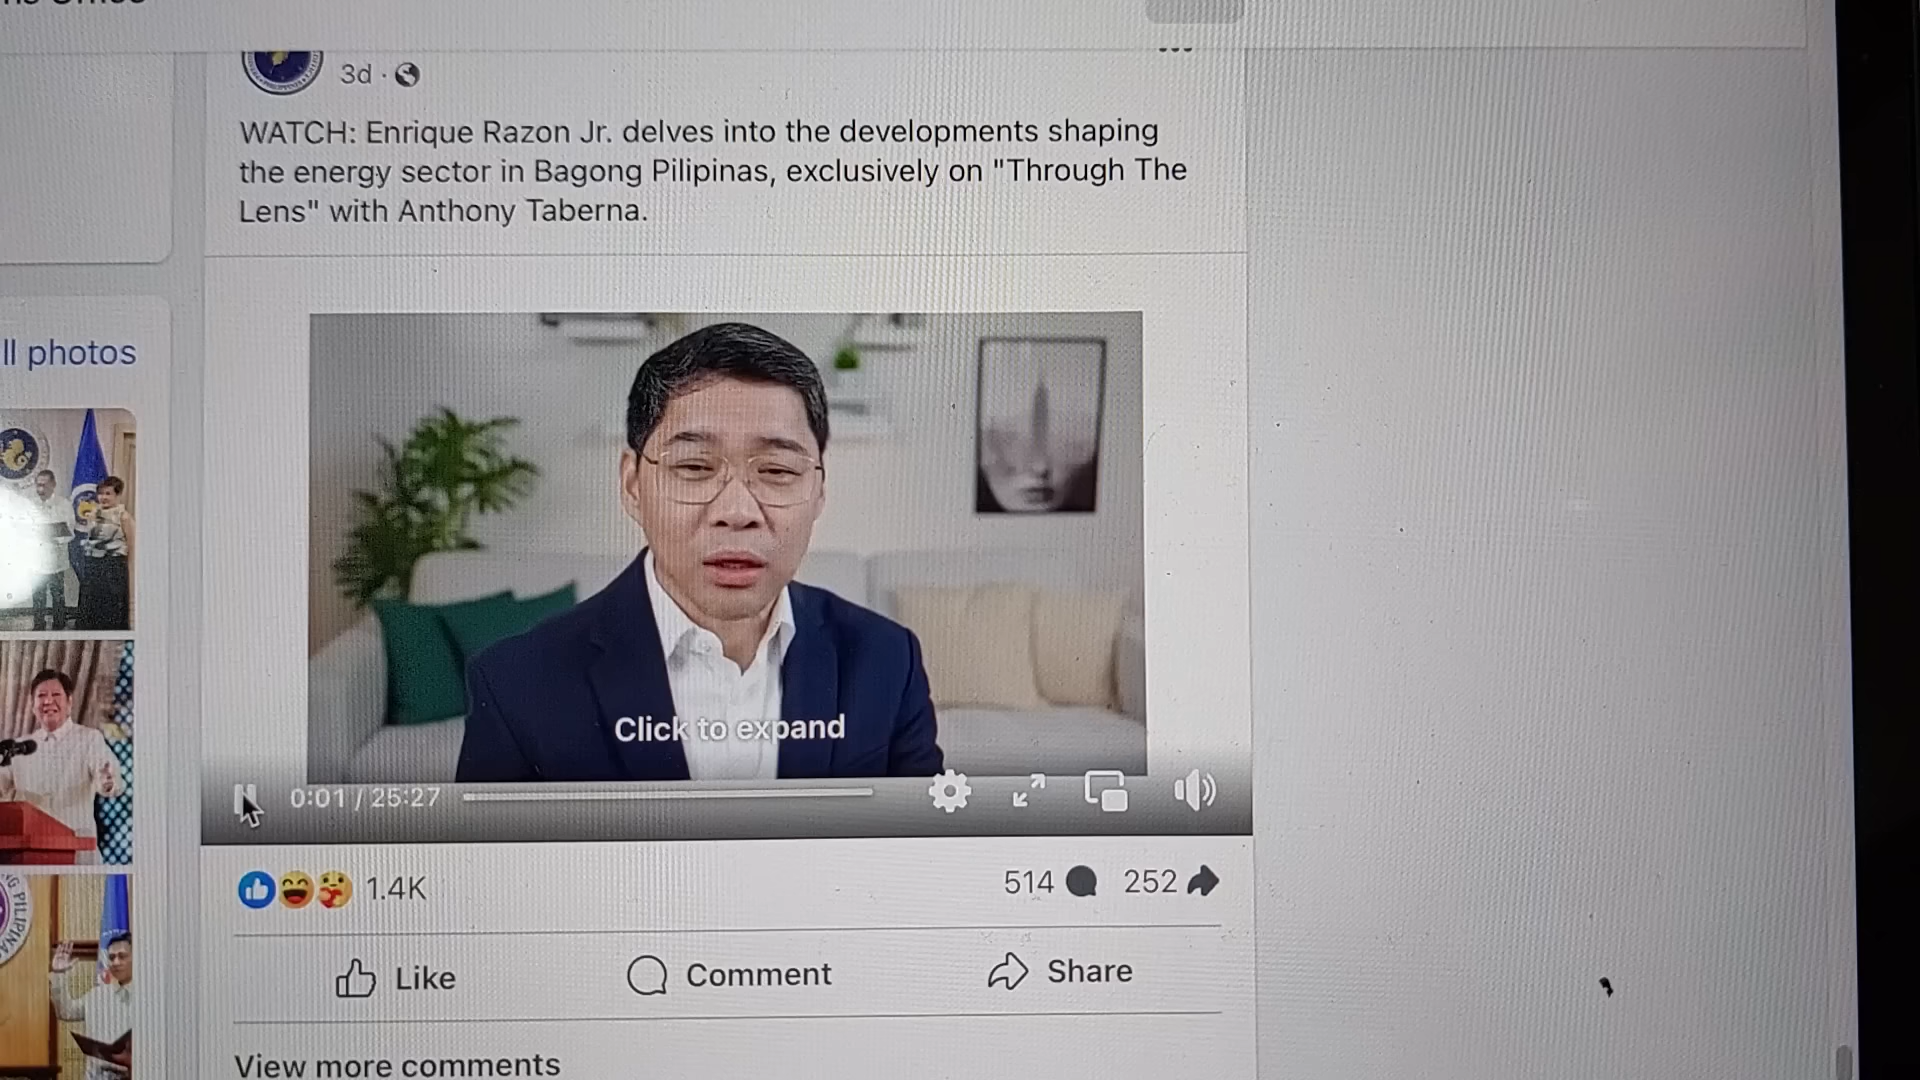 3d ·
WATCH: Enrique Razon Jr. delves into the developments shaping
the energy sector in Bagong Pilipinas, exclusively on "Through The
Lens" with Anthony Taberna.
ll photos
Click to expand
0:01 / 25:27
1.4K
514
252
Like
Comment
Share
View more comments